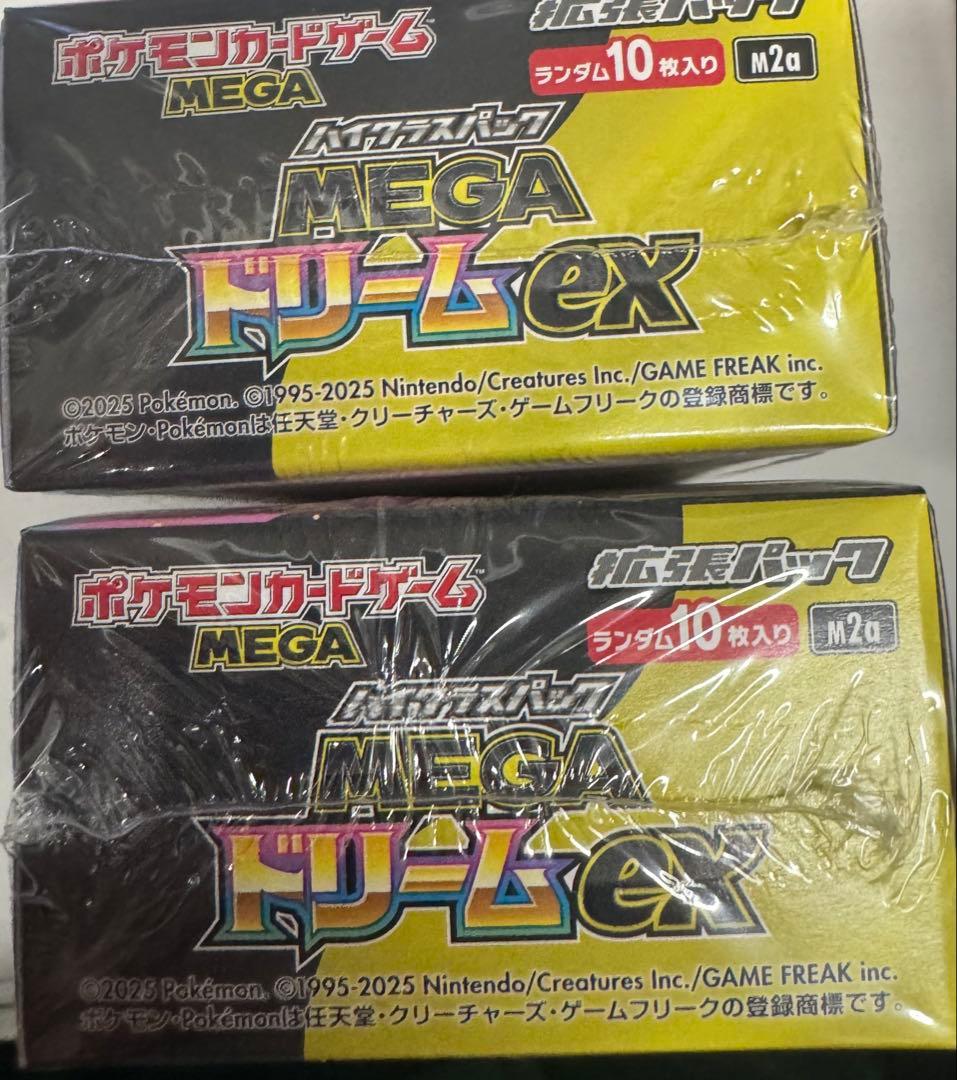 ポケモンカードゲーム
MEGA
拡張パック
ランダム10枚入り
M2a
ハイクラスパック
MEGA
ドリームex
©2025 Pokémon. ©1995-2025 Nintendo/Creatures Inc./GAME FREAK inc.
ポケモン・Pokémonは任天堂・クリーチャーズ・ゲームフリークの登録商標です。
ポケモンカードゲーム™
MEGA
拡張パック
ランダム10枚入り
M2a
ハイクラスパック
MEGA
ドリームex
©2025 Pokémon. ©1995-2025 Nintendo/Creatures Inc./GAME FREAK inc.
ポケモン・Pokémonは任天堂・クリーチャーズ・ゲームフリークの登録商標です。